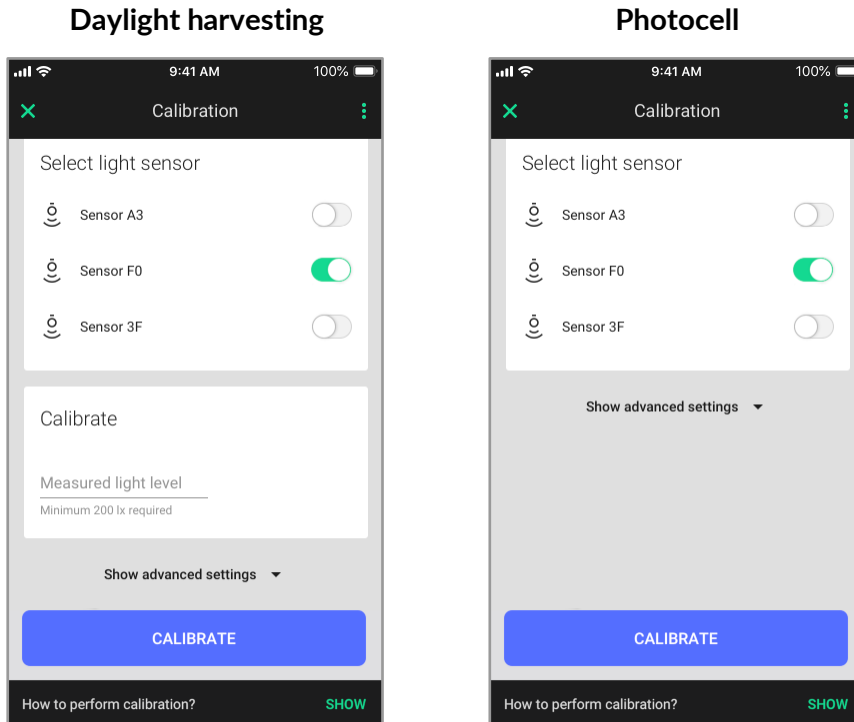 Daylight harvesting
9:41 AM
100%
Calibration
Select light sensor
Sensor A3
Sensor F0
Sensor 3F
Calibrate
Measured light level
Minimum 200 lx required
Show advanced settings
CALIBRATE
How to perform calibration?
SHOW
Photocell
9:41 AM
100%
Calibration
Select light sensor
Sensor A3
Sensor F0
Sensor 3F
Show advanced settings
CALIBRATE
How to perform calibration?
SHOW